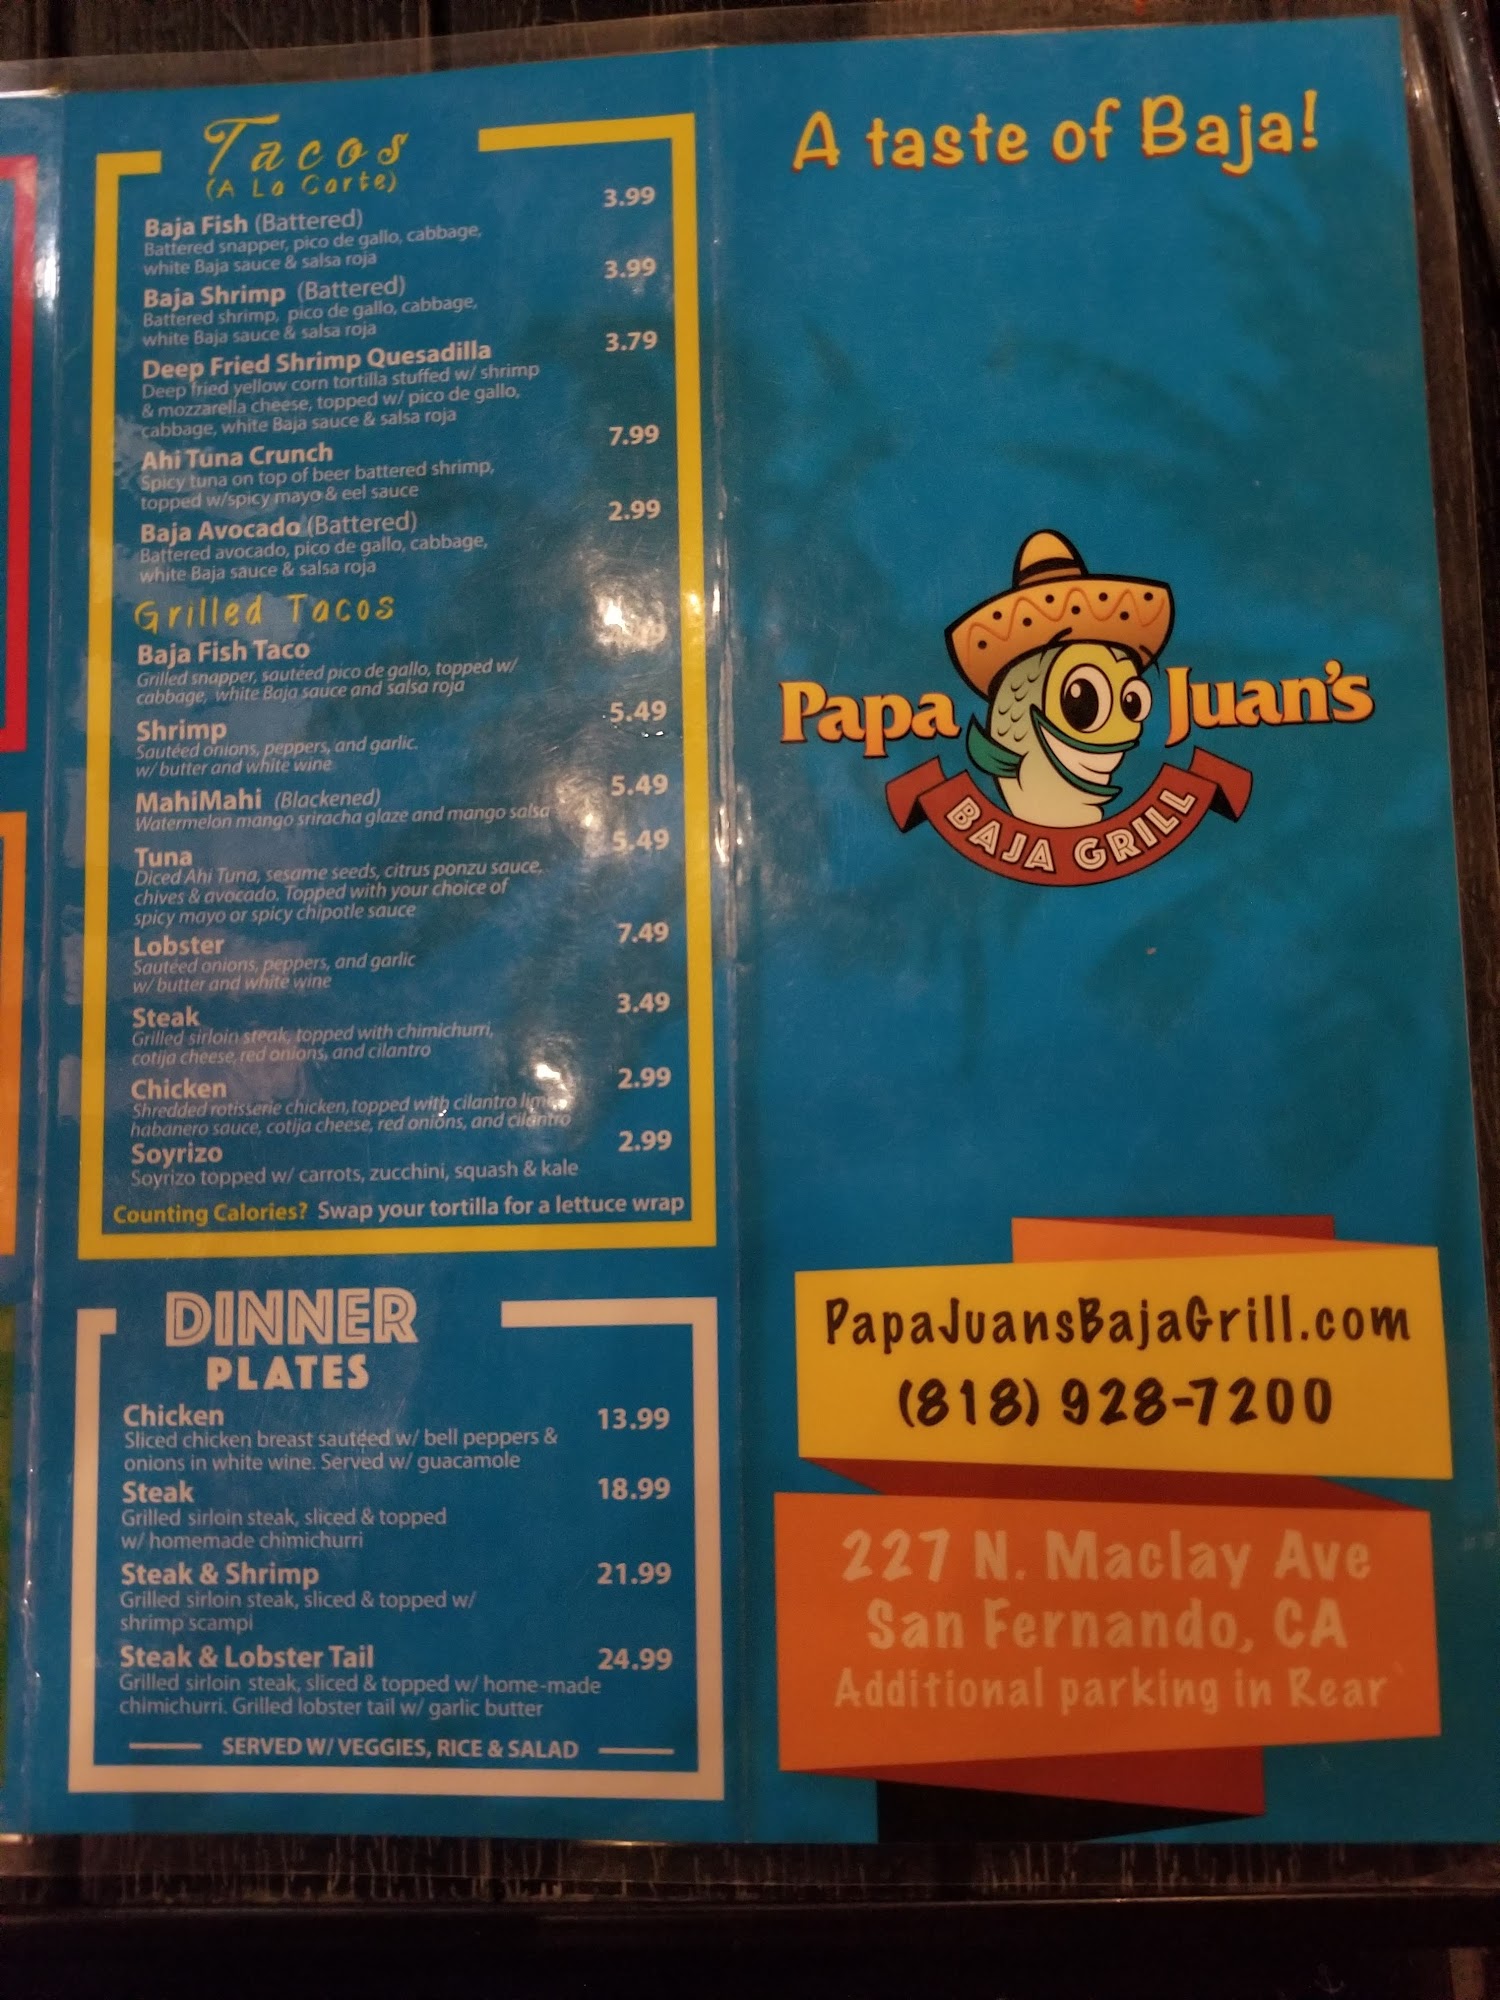 Tacos
(A La Carte)
Baja Fish (Battered) 3.99
Battered snapper, pico de gallo, cabbage,
white Baja sauce & salsa roja
Baja Shrimp (Battered) 3.99
Battered shrimp, pico de gallo, cabbage,
white Baja sauce & salsa roja
Deep Fried Shrimp Quesadilla 3.79
Deep fried yellow corn tortilla stuffed w/ shrimp
& mozzarella cheese, topped w/ pico de gallo,
cabbage, white Baja sauce & salsa roja
Ahi Tuna Crunch 7.99
Spicy tuna on top of beer battered shrimp,
topped w/spicy mayo & eel sauce
Baja Avocado (Battered) 2.99
Battered avocado, pico de gallo, cabbage,
white Baja sauce & salsa roja
Grilled Tacos
Baja Fish Taco
Grilled snapper, sautéed pico de gallo, topped w/
cabbage, white Baja sauce and salsa roja
Shrimp 5.49
Sautéed onions, peppers, and garlic.
w/ butter and white wine
MahiMahi (Blackened) 5.49
Watermelon mango sriracha glaze and mango salsa
Tuna 5.49
Diced Ahi Tuna, sesame seeds, citrus ponzu sauce,
chives & avocado. Topped with your choice of
spicy mayo or spicy chipotle sauce
Lobster 7.49
Sautéed onions, peppers, and garlic
w/ butter and white wine
Steak 3.49
Grilled sirloin steak, topped with chimichurri,
cotija cheese, red onions, and cilantro
Chicken 2.99
Shredded rotisserie chicken, topped with cilantro lime
habanero sauce, cotija cheese, red onions, and cilantro
Soyrizo 2.99
Soyrizo topped w/ carrots, zucchini, squash & kale
Counting Calories? Swap your tortilla for a lettuce wrap
DINNER
PLATES
Chicken 13.99
Sliced chicken breast sautéed w/ bell peppers &
onions in white wine. Served w/ guacamole
Steak 18.99
Grilled sirloin steak, sliced & topped
w/ homemade chimichurri
Steak & Shrimp 21.99
Grilled sirloin steak, sliced & topped w/
shrimp scampi
Steak & Lobster Tail 24.99
Grilled sirloin steak, sliced & topped w/ home-made
chimichurri. Grilled lobster tail w/ garlic butter
SERVED W/ VEGGIES, RICE & SALAD
A taste of Baja!
Papa Juan's
BAJA GRILL
PapaJuansBajaGrill.com
(818) 928-7200
227 N. Maclay Ave
San Fernando, CA
Additional parking in Rear